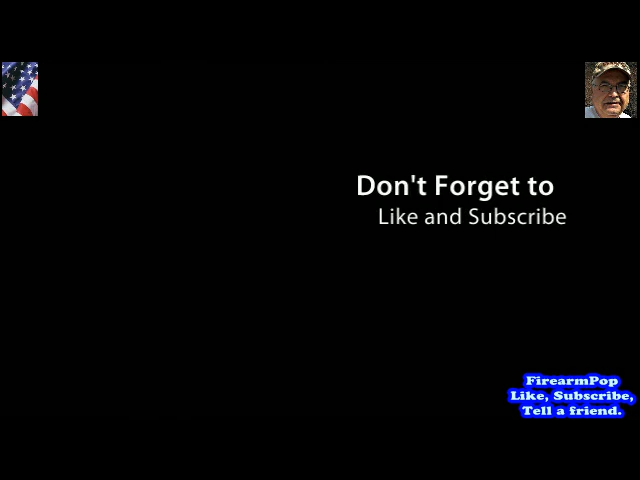 Don't Forget to
Like and Subscribe
FirearmPop
Like, Subscribe,
Tell a friend.